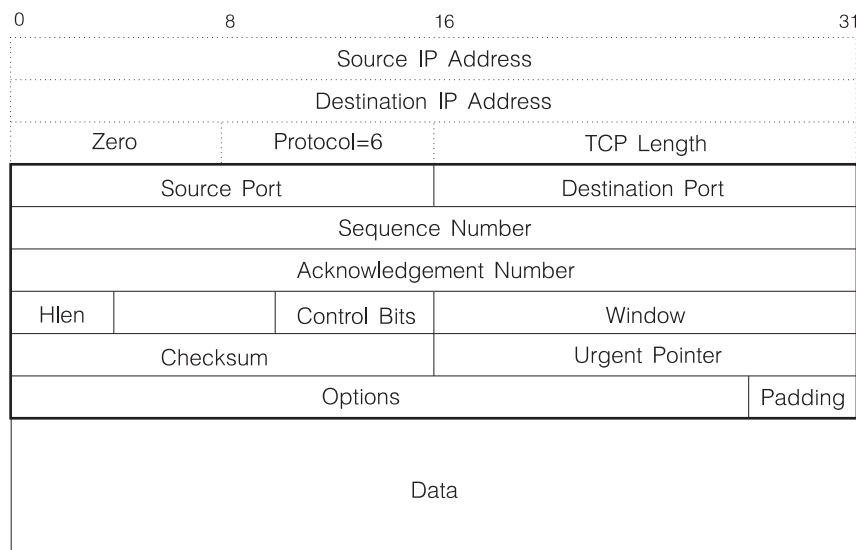 0 8 16 31
Source IP Address
Destination IP Address
Zero Protocol=6 TCP Length
Source Port Destination Port
Sequence Number
Acknowledgement Number
Hlen Control Bits Window
Checksum Urgent Pointer
Options Padding
Data